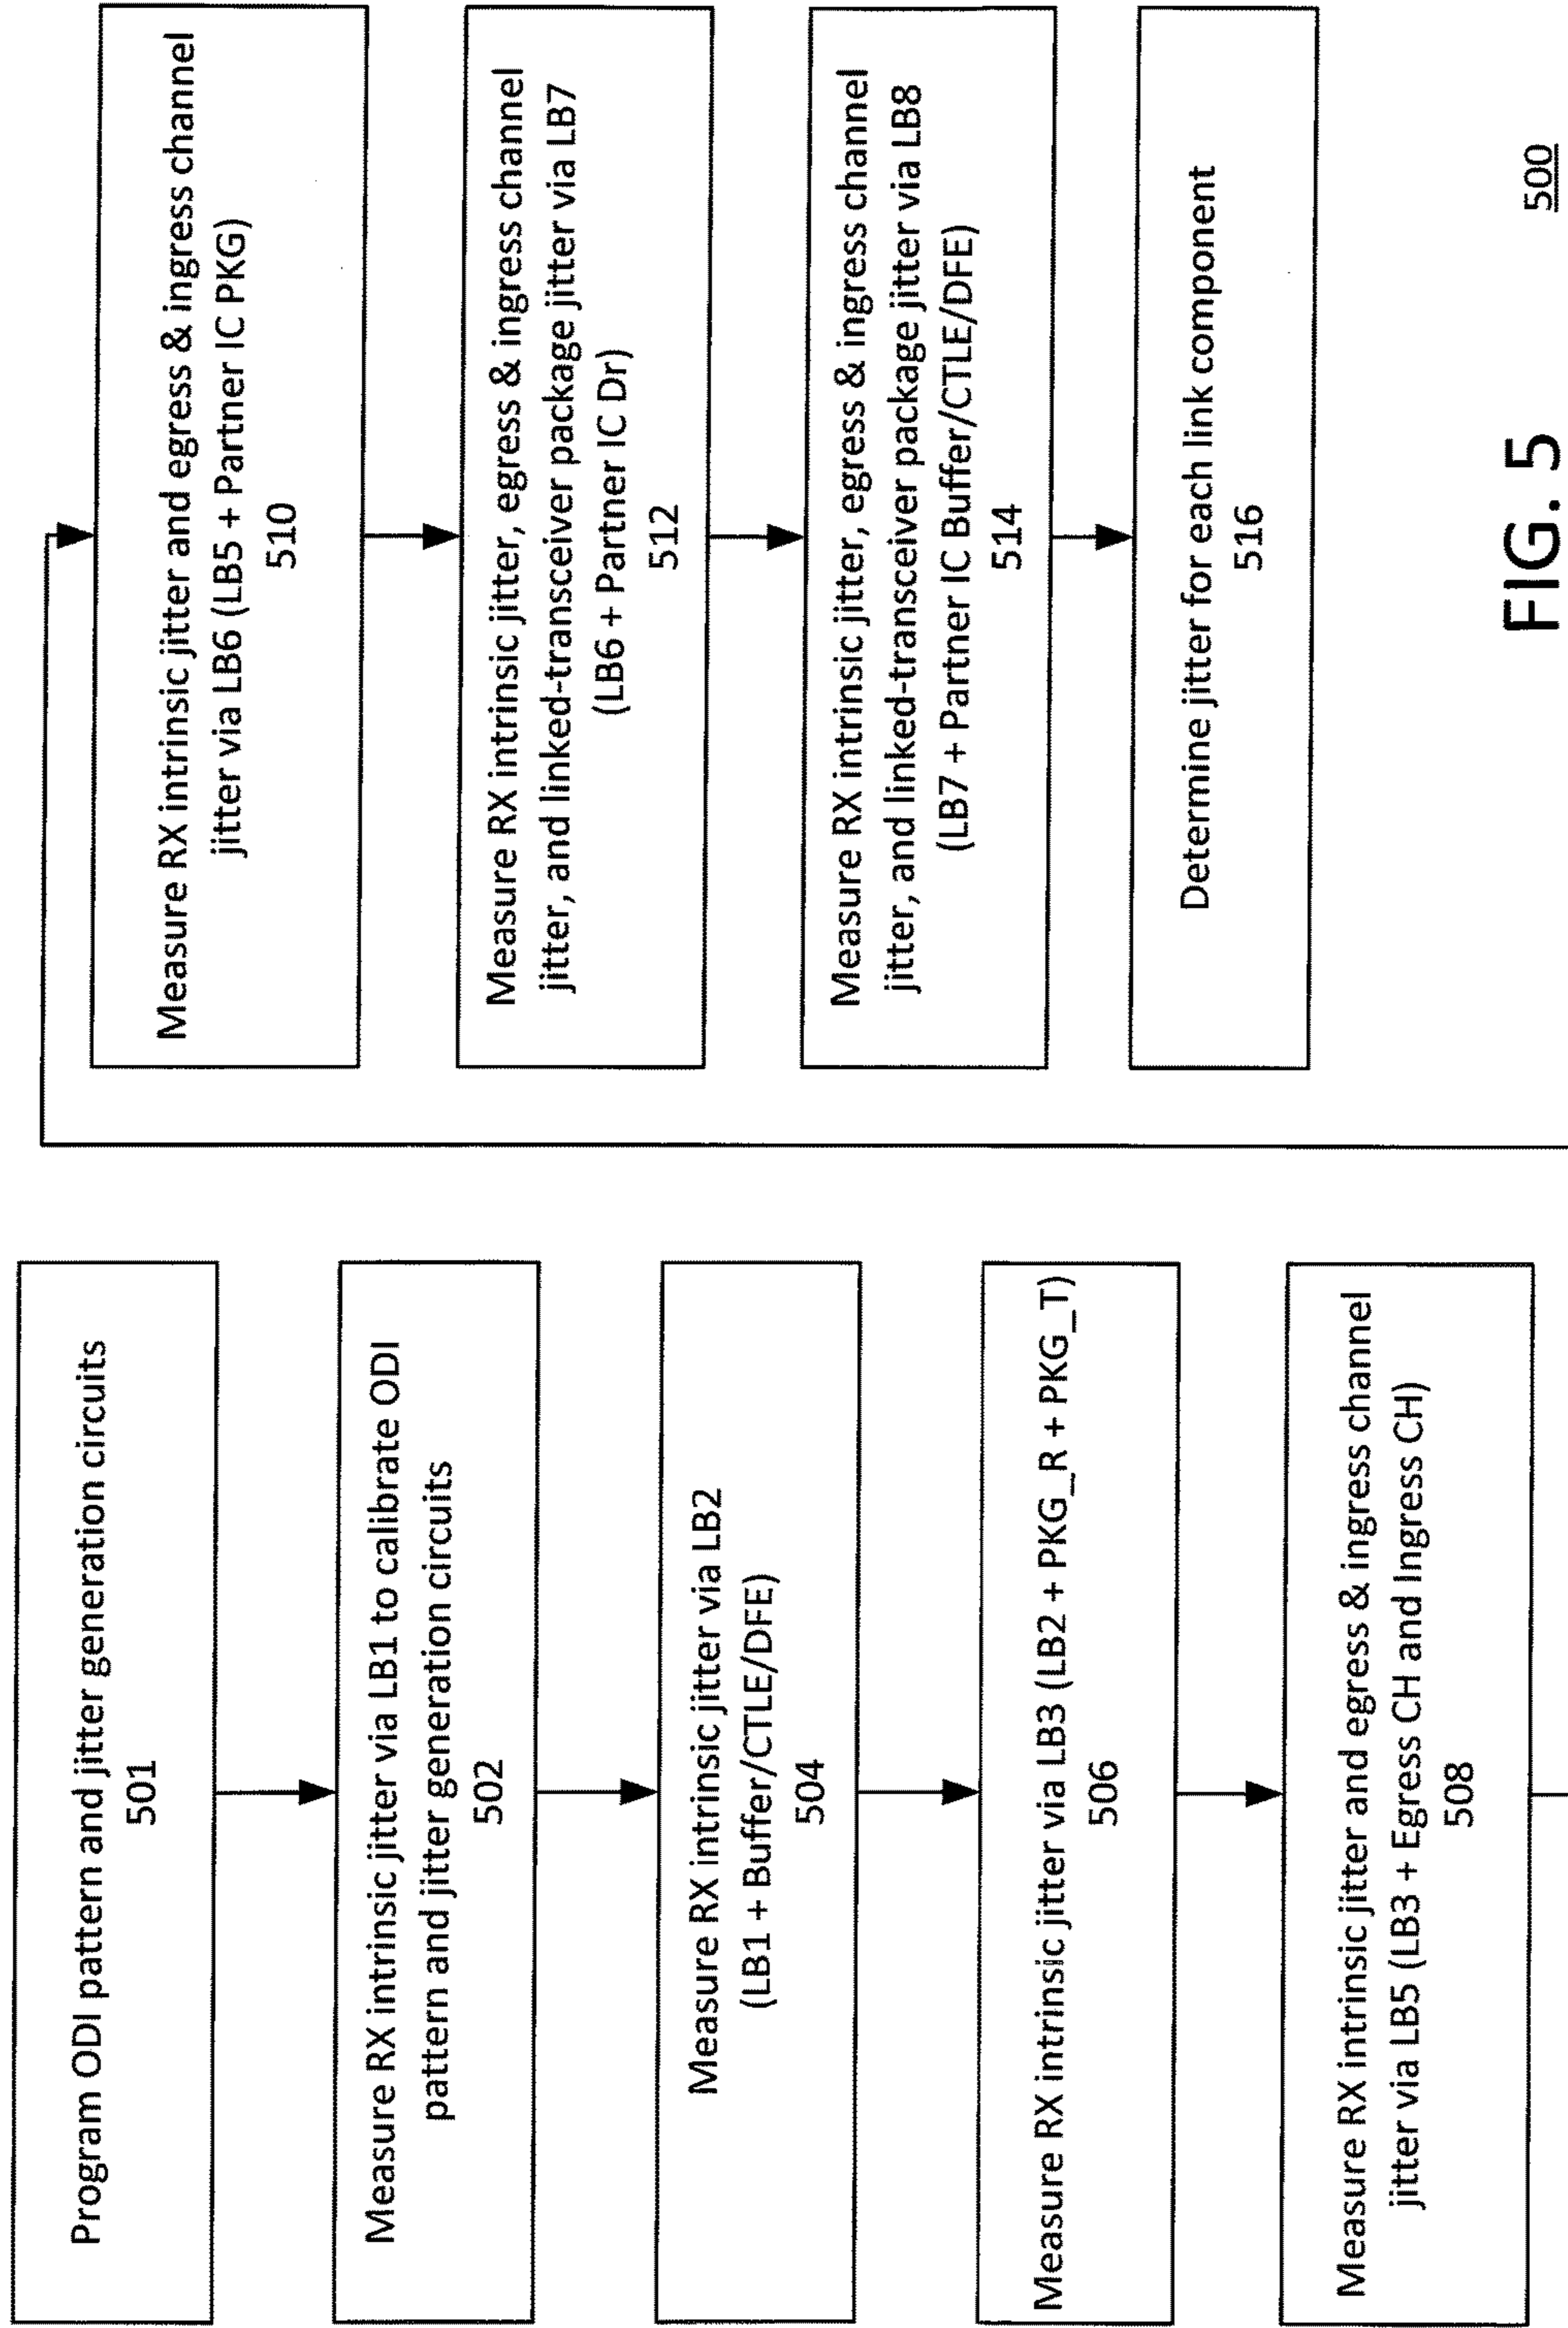 Program ODI pattern and jitter generation circuits
501
Measure RX intrinsic jitter via LB1 to calibrate ODI
pattern and jitter generation circuits
502
Measure RX intrinsic jitter via LB2
(LB1 + Buffer/CTLE/DFE)
504
Measure RX intrinsic jitter via LB3 (LB2 + PKG_R + PKG_T)
506
Measure RX intrinsic jitter and egress & ingress channel
jitter via LB5 (LB3 + Egress CH and Ingress CH)
508
Measure RX intrinsic jitter and egress & ingress channel
jitter via LB6 (LB5 + Partner IC PKG)
510
Measure RX intrinsic jitter, egress & ingress channel
jitter, and linked-transceiver package jitter via LB7
(LB6 + Partner IC Dr)
512
Measure RX intrinsic jitter, egress & ingress channel
jitter, and linked-transceiver package jitter via LB8
(LB7 + Partner IC Buffer/CTLE/DFE)
514
Determine jitter for each link component
516
500
FIG. 5